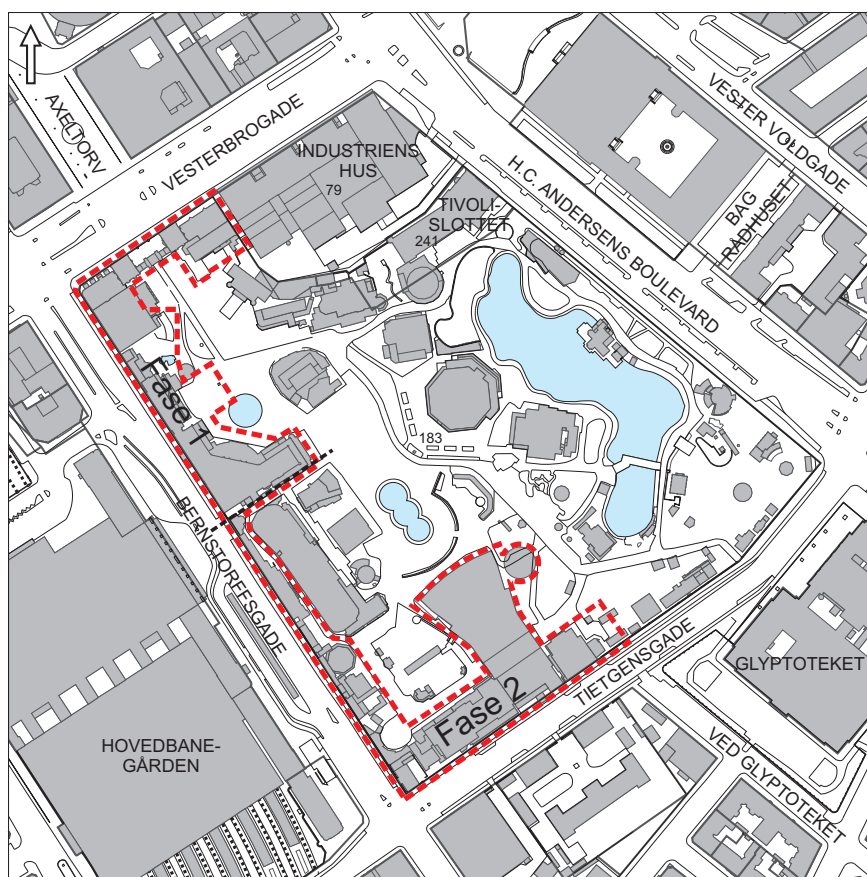 AXELTORV
VESTERBROGADE
INDUSTRIENS
HUS
79
TIVOLI-
SLOTTET
241
H.C. ANDERSENS BOULEVARD
VESTER VOLDGADE
BAG
RÅDHUSET
Fase 1
183
BERNSTORFFSGADE
Fase 2
TIETGENSGADE
GLYPTOTEKET
HOVEDBANE-
GÅRDEN
VED GLYPTOTEKET